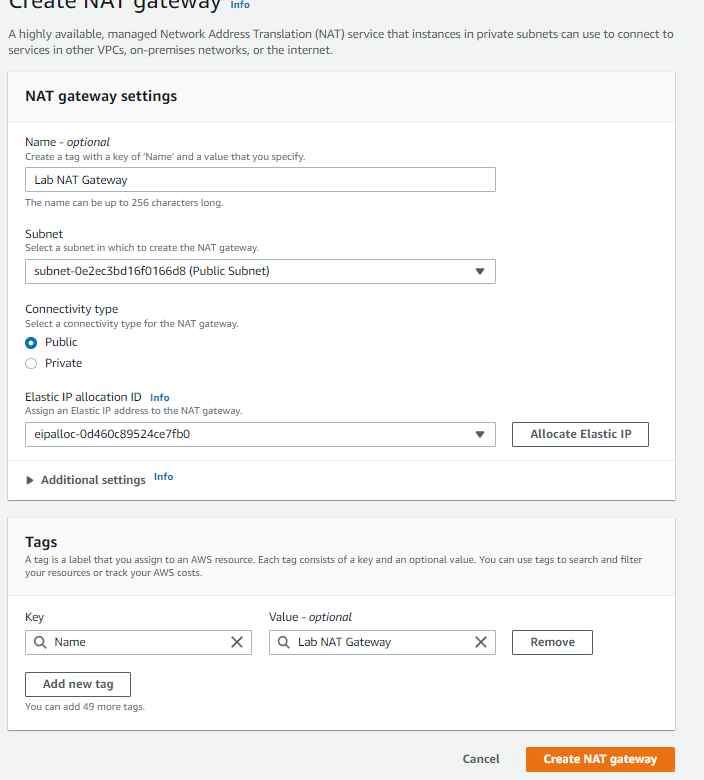 Create NAT gateway Info
A highly available, managed Network Address Translation (NAT) service that instances in private subnets can use to connect to
services in other VPCs, on-premises networks, or the internet.
NAT gateway settings
Name - optional
Create a tag with a key of 'Name' and a value that you specify.
Lab NAT Gateway
The name can be up to 256 characters long.
Subnet
Select a subnet in which to create the NAT gateway.
subnet-0e2ec3bd16f0166d8 (Public Subnet)
Connectivity type
Select a connectivity type for the NAT gateway.
Public
Private
Elastic IP allocation ID Info
Assign an Elastic IP address to the NAT gateway.
eipalloc-0d460c89524ce7fb0 Allocate Elastic IP
Additional settings Info
Tags
A tag is a label that you assign to an AWS resource. Each tag consists of a key and an optional value. You can use tags to search and filter
your resources or track your AWS costs.
Key Value - optional
Name Lab NAT Gateway Remove
Add new tag
You can add 49 more tags.
Cancel Create NAT gateway